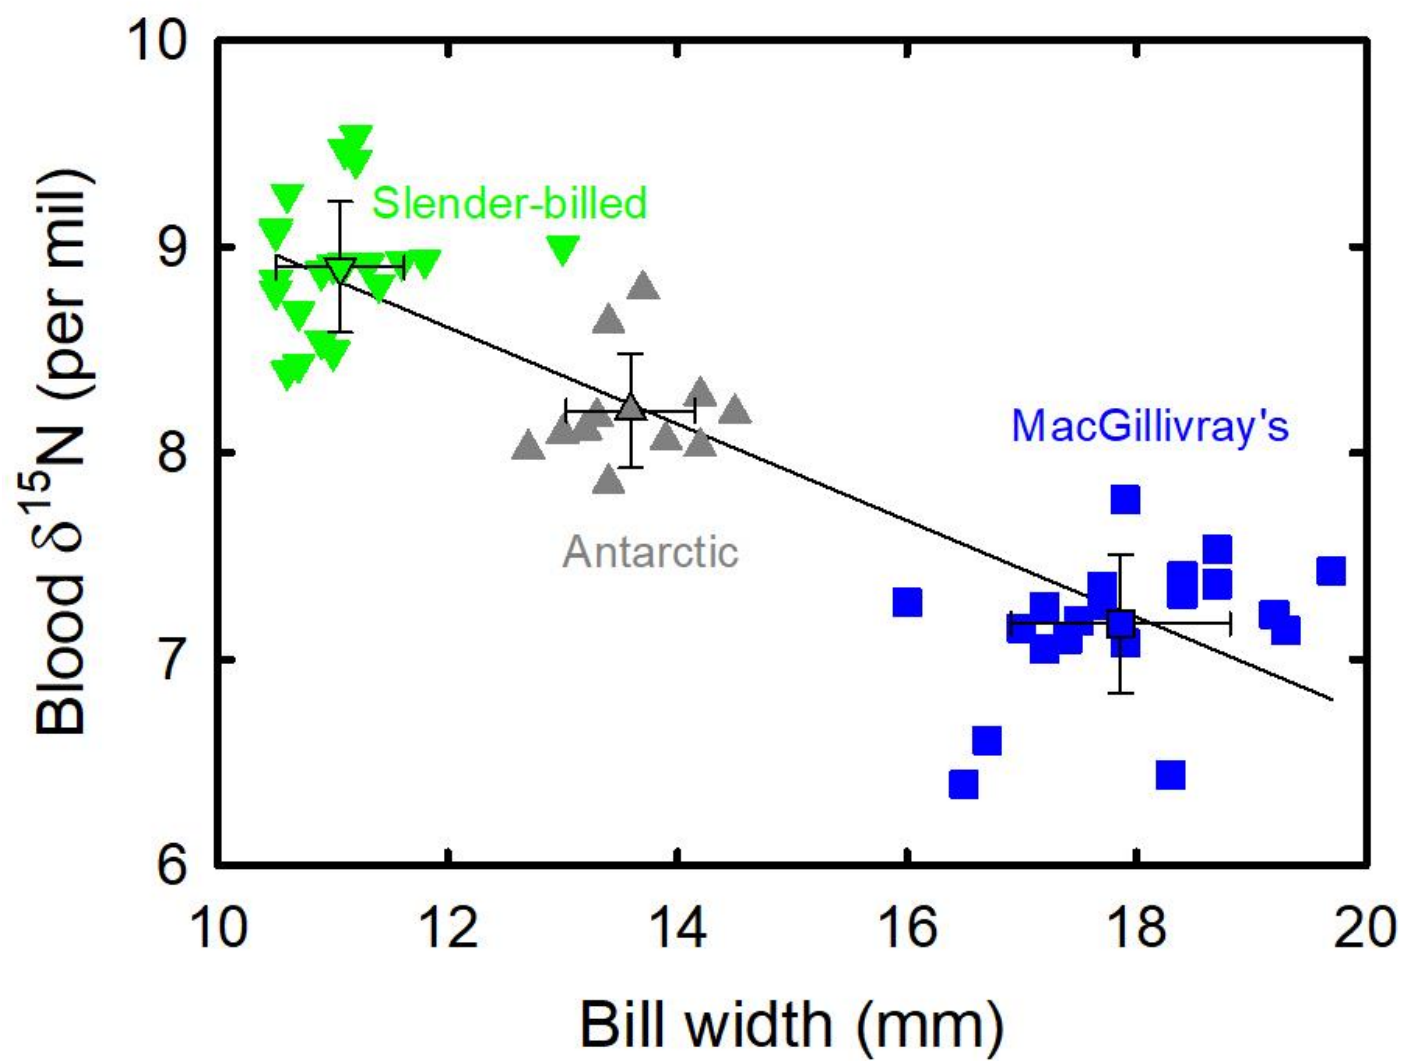 10
9
8
7
6
Blood δ¹⁵N (per mil)
Slender-billed
MacGillivray's
Antarctic
10 12 14 16 18 20
Bill width (mm)